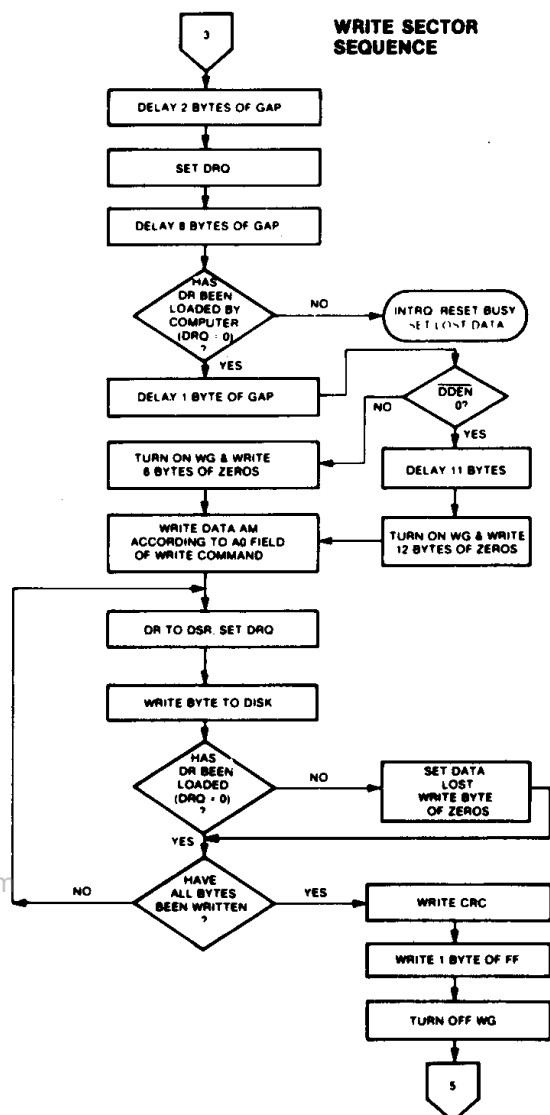 WRITE SECTOR
SEQUENCE
3
DELAY 2 BYTES OF GAP
SET DRQ
DELAY 8 BYTES OF GAP
HAS
DR BEEN
LOADED BY
COMPUTER
(DRQ = 0)
?
NO
INTRQ RESET BUSY
SET LOST DATA
YES
DELAY 1 BYTE OF GAP
DDEN
0?
NO
YES
TURN ON WG & WRITE
6 BYTES OF ZEROS
DELAY 11 BYTES
WRITE DATA AM
ACCORDING TO A0 FIELD
OF WRITE COMMAND
TURN ON WG & WRITE
12 BYTES OF ZEROS
DR TO DSR, SET DRQ
WRITE BYTE TO DISK
HAS
DR BEEN
LOADED
(DRQ = 0)
?
NO
SET DATA
LOST
WRITE BYTE
OF ZEROS
YES
HAVE
ALL BYTES
BEEN WRITTEN
?
NO
YES
WRITE CRC
WRITE 1 BYTE OF FF
TURN OFF WG
5